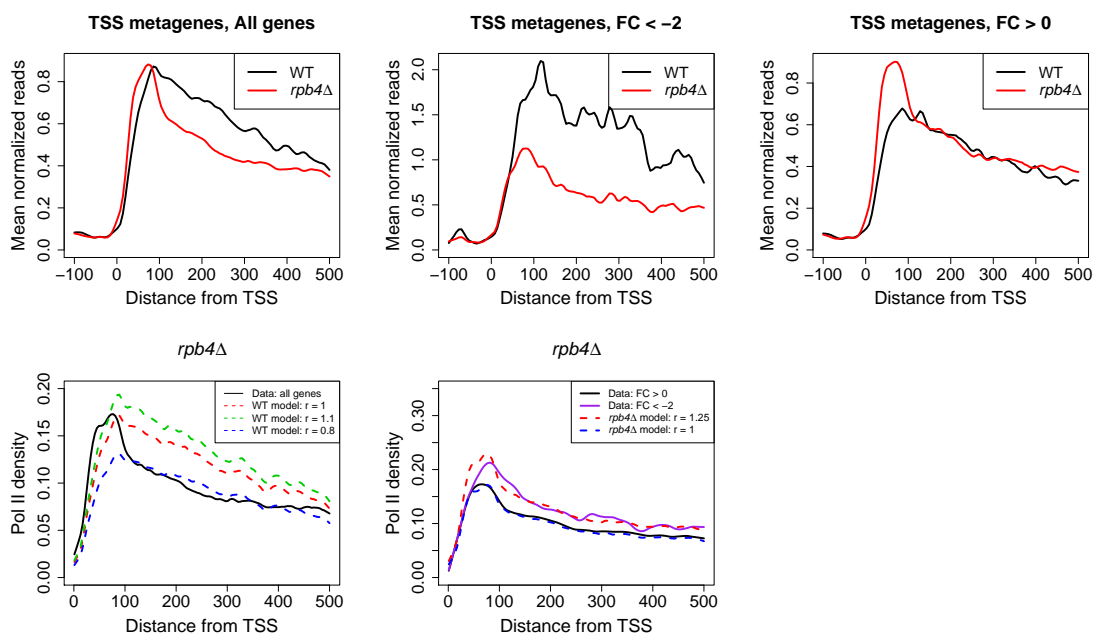 TSS metagenes, All genes
Mean normalized reads
0.0 0.2 0.4 0.6 0.8
WT
rpb4Δ
−100 0 100 200 300 400 500
Distance from TSS
TSS metagenes, FC < −2
Mean normalized reads
0.0 0.5 1.0 1.5 2.0
WT
rpb4Δ
−100 0 100 200 300 400 500
Distance from TSS
TSS metagenes, FC > 0
Mean normalized reads
0.0 0.2 0.4 0.6 0.8
WT
rpb4Δ
−100 0 100 200 300 400 500
Distance from TSS
rpb4Δ
Pol II density
0.00 0.05 0.10 0.15 0.20
Data: all genes
WT model: r = 1
WT model: r = 1.1
WT model: r = 0.8
0 100 200 300 400 500
Distance from TSS
rpb4Δ
Pol II density
0.00 0.10 0.20 0.30
Data: FC > 0
Data: FC < −2
rpb4Δ model: r = 1.25
rpb4Δ model: r = 1
0 100 200 300 400 500
Distance from TSS